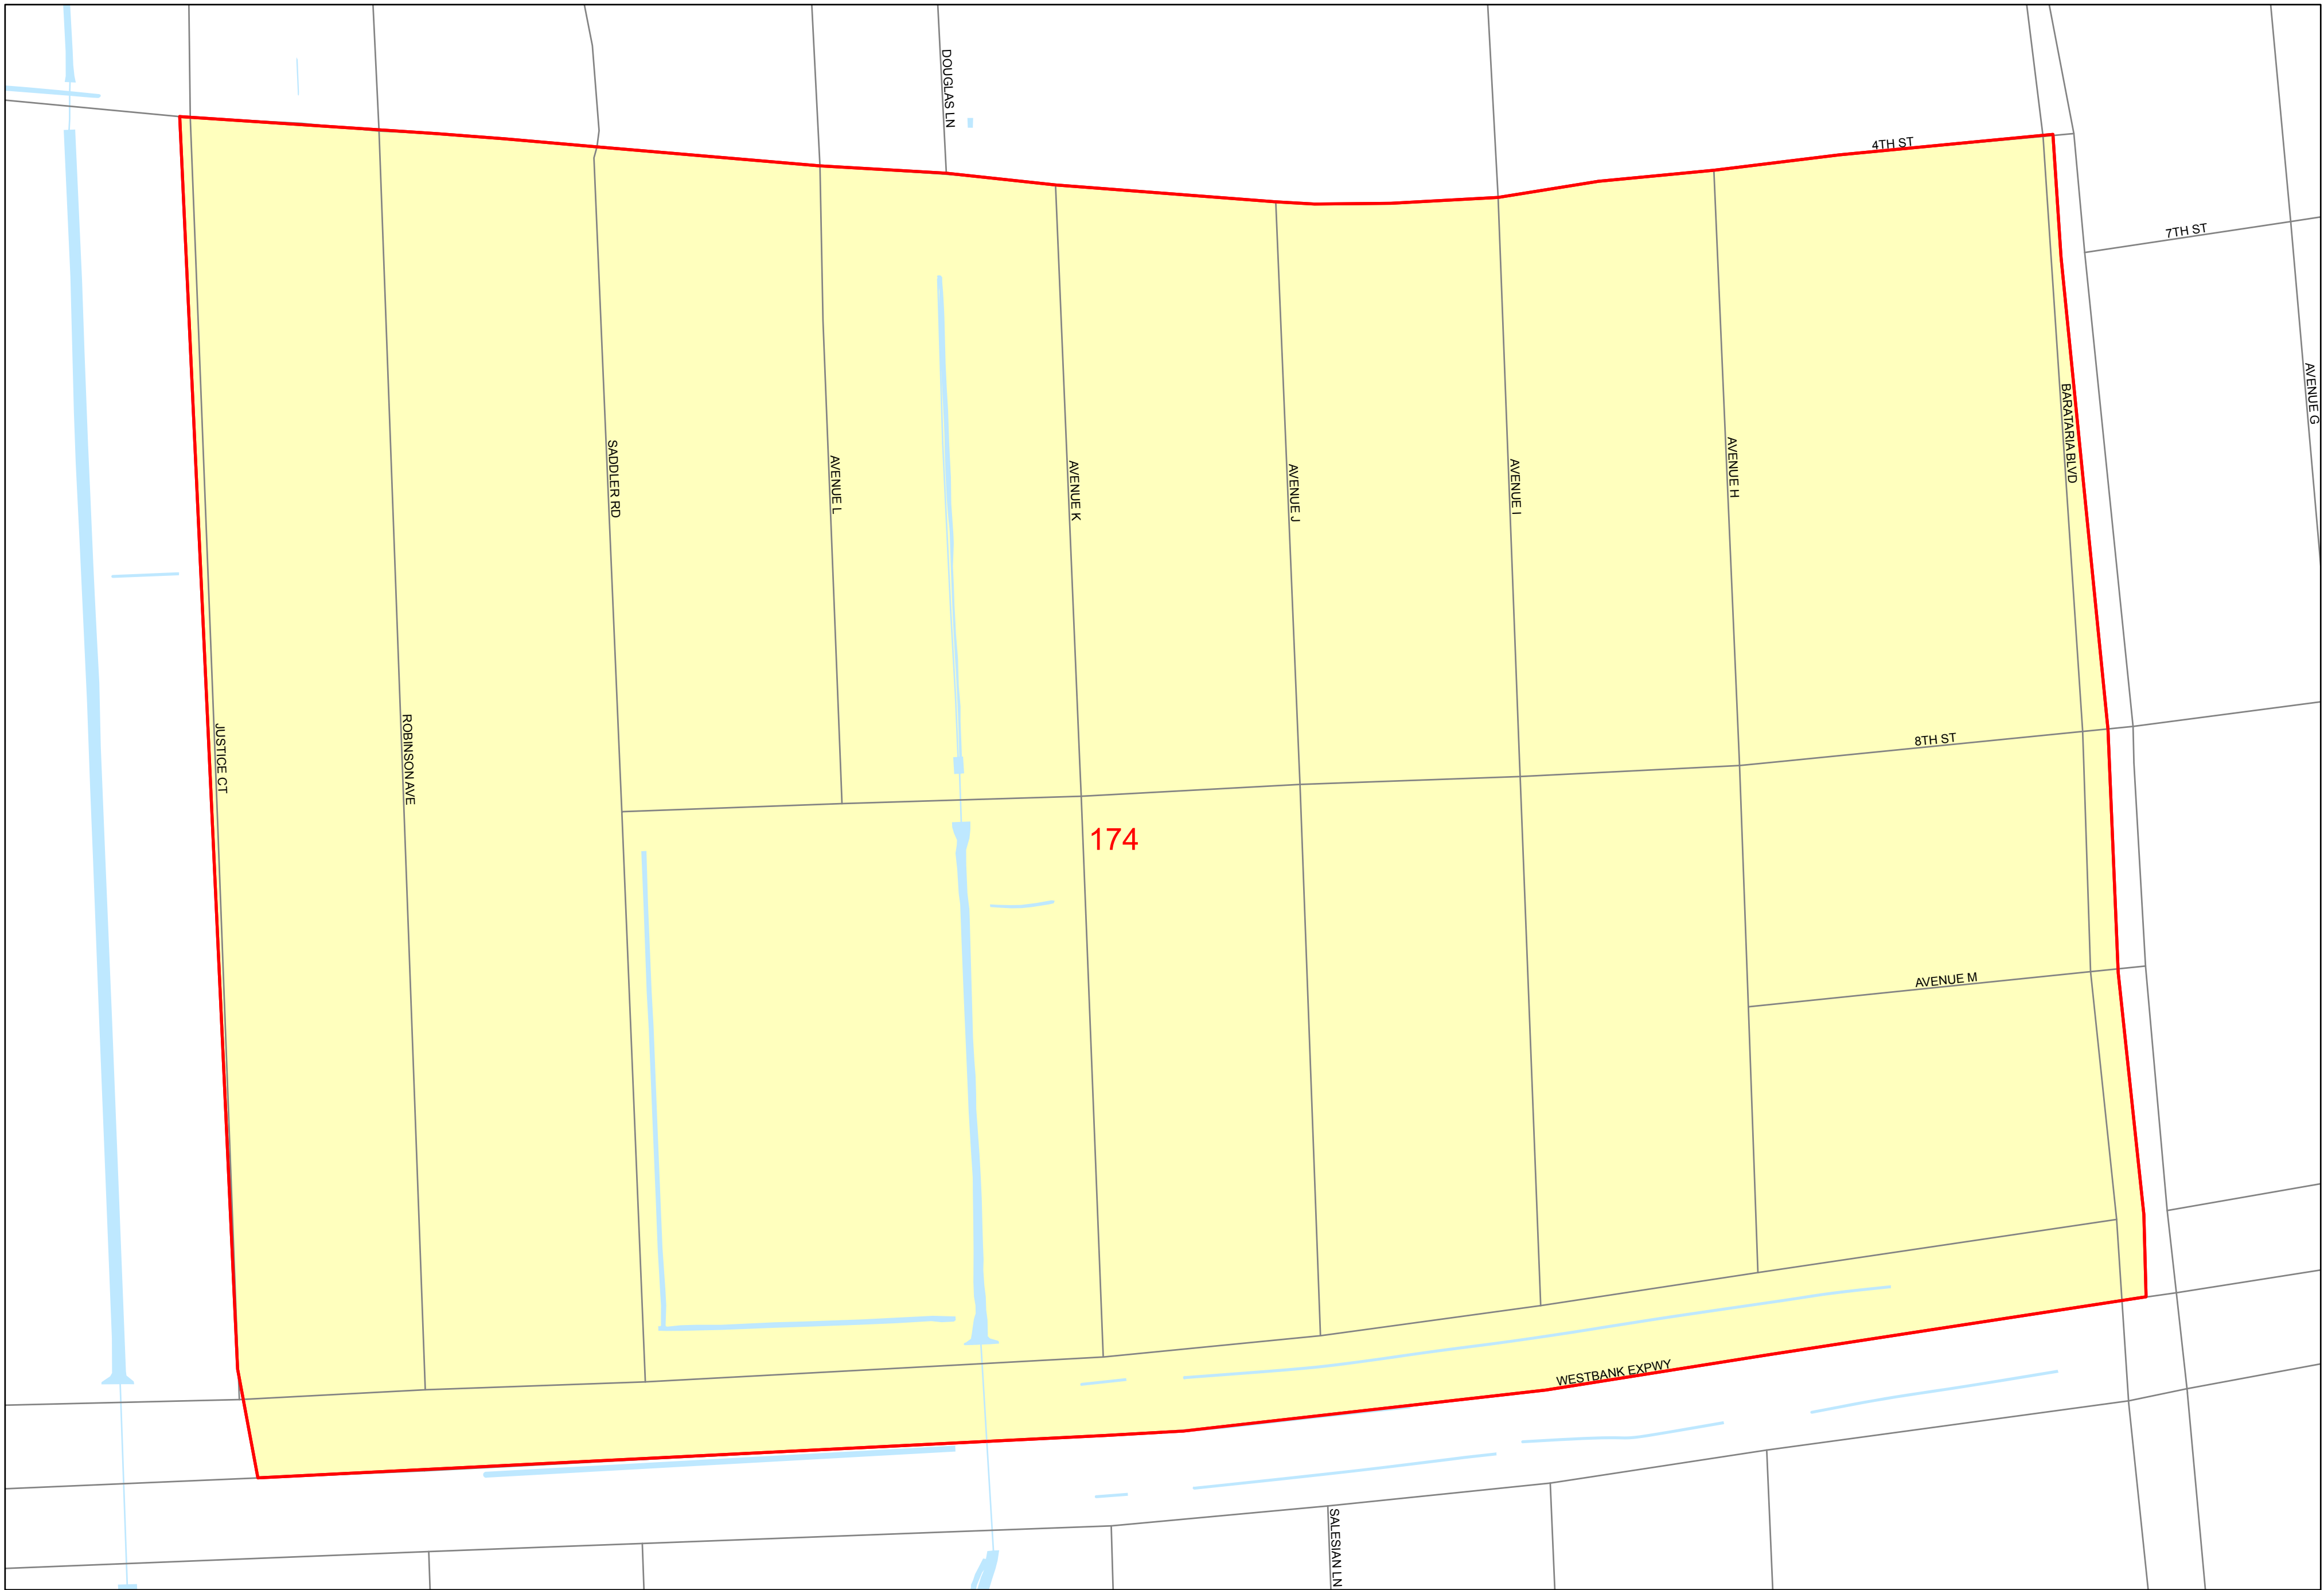 DOUGLAS LN
4TH ST
7TH ST
AVENUE G
BARATARIA BLVD
SADDLER RD
AVENUE L
AVENUE K
AVENUE J
AVENUE I
AVENUE H
JUSTICE CT
ROBINSON AVE
8TH ST
174
AVENUE M
WESTBANK EXPWY
SALESIAN LN